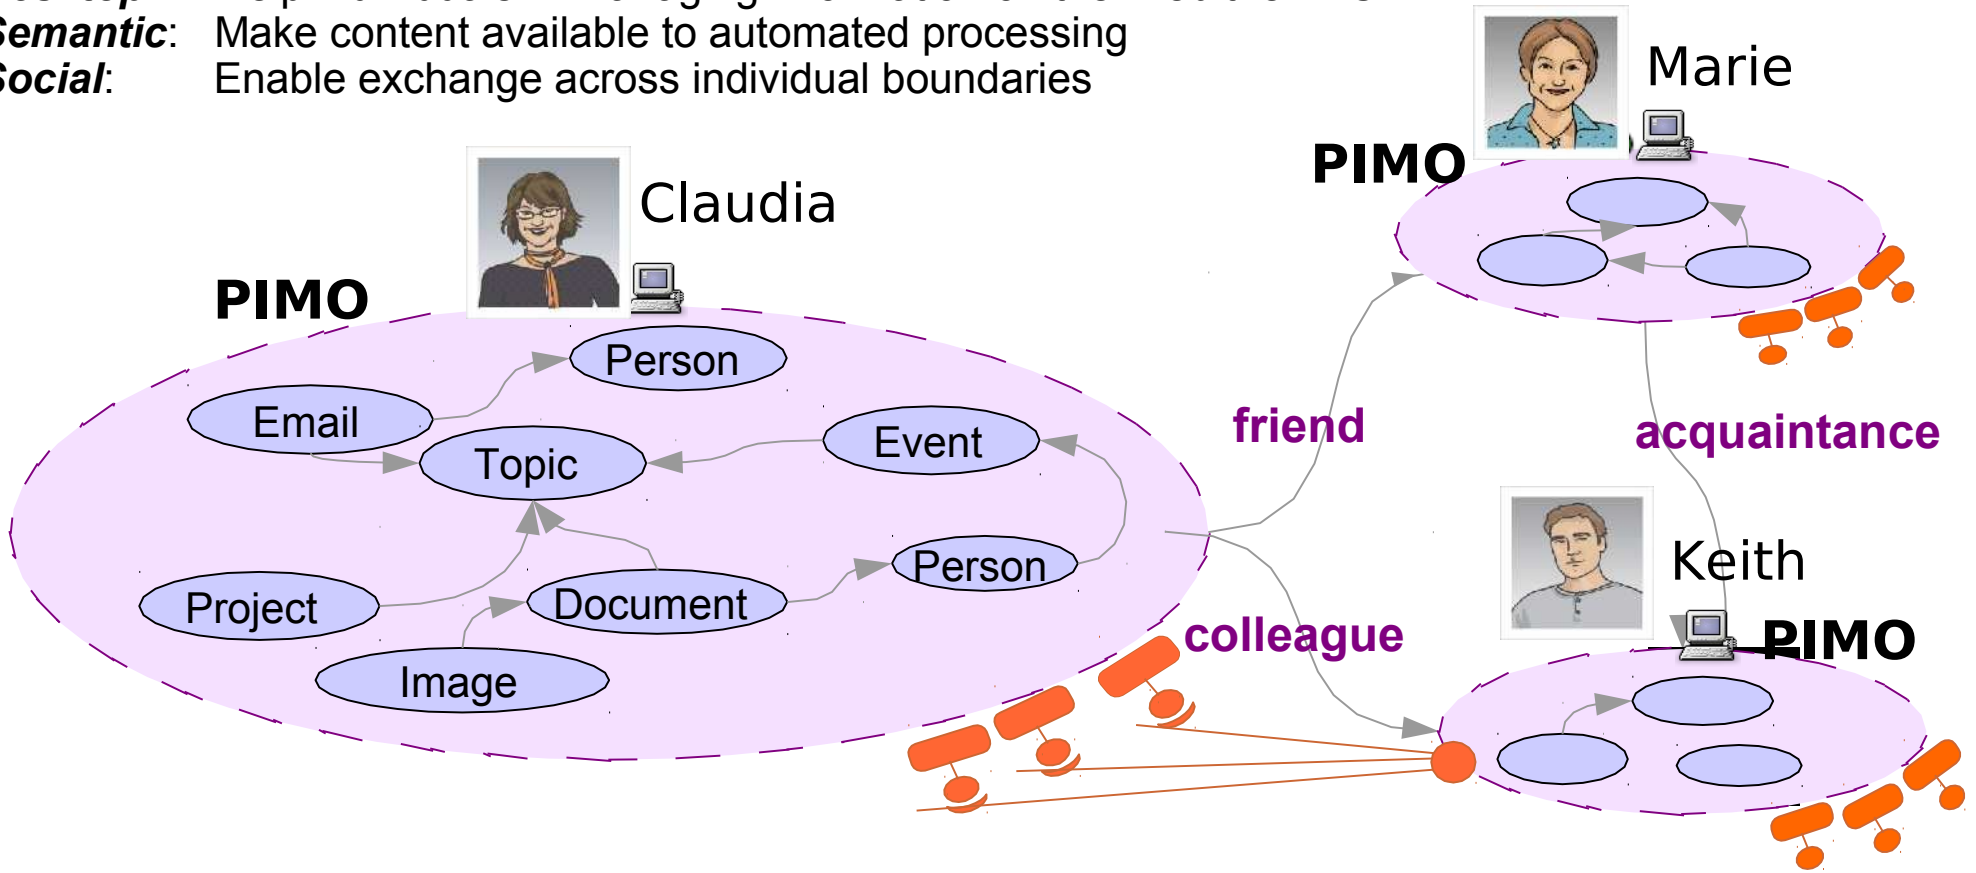 Semantic: Make content available to automated processing
Social: Enable exchange across individual boundaries
Marie
PIMO
Claudia
PIMO
Person
Email
Event
Topic
friend
acquaintance
Keith
Person
Project
Document
colleague
PIMO
Image